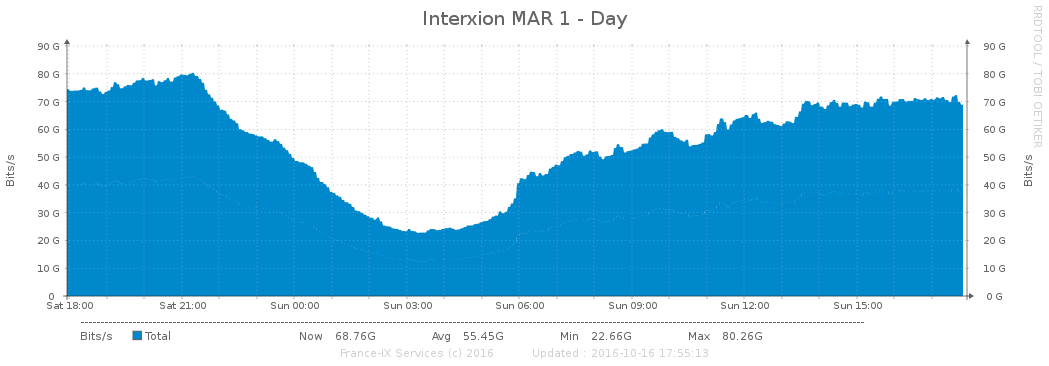 Interxion MAR 1 - Day
RRDTOOL / TOBI OETIKER
Bits/s
90 G 90 G
80 G 80 G
70 G 70 G
60 G 60 G
50 G 50 G
40 G 40 G
30 G 30 G
20 G 20 G
10 G 10 G
0 0 G
Bits/s
Sat 18:00 Sat 21:00 Sun 00:00 Sun 03:00 Sun 06:00 Sun 09:00 Sun 12:00 Sun 15:00
Bits/s Total Now 68.76G Avg 55.45G Min 22.66G Max 80.26G
France-IX Services (c) 2016 Updated : 2016-10-16 17:55:13